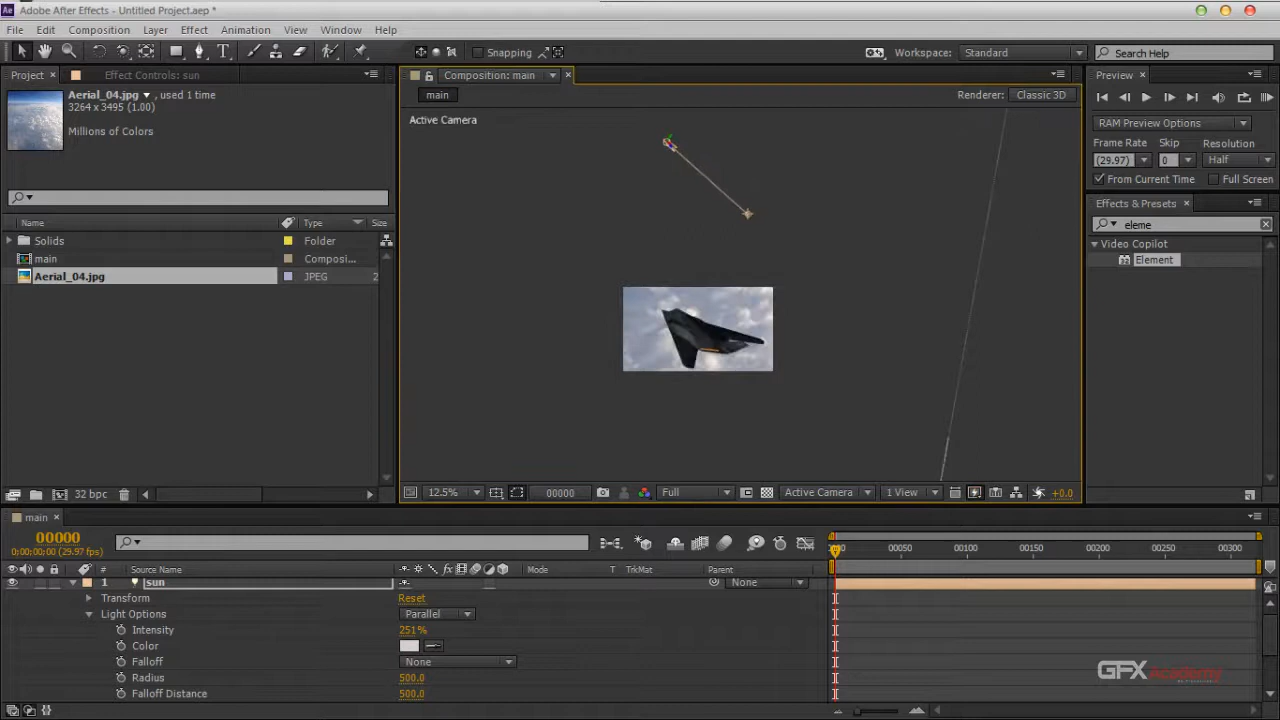 Ae Adobe After Effects - Untitled Project.aep *
File Edit Composition Layer Effect Animation View Window Help
Snapping
Workspace: Standard
Search Help
Project
Effect Controls: sun
Aerial_04.jpg , used 1 time
3264 x 3495 (1.00)
Millions of Colors
Name Type Size
Solids Folder
main Composi...
Aerial_04.jpg JPEG 2
32 bpc
Composition: main
main
Renderer: Classic 3D
Active Camera
12.5% 00000 Full Active Camera 1 View +0.0
Preview
RAM Preview Options
Frame Rate Skip Resolution
(29.97) 0 Half
From Current Time Full Screen
Effects & Presets
eleme
Video Copilot
Element
main
00000
0;00;00;00 (29.97 fps)
# Source Name Mode T TrkMat Parent
00050 00100 00150 00200 00250 00300
1 sun None
Transform Reset
Light Options Parallel
Intensity 251%
Color
Falloff None
Radius 500.0
Falloff Distance 500.0
GFX Academy